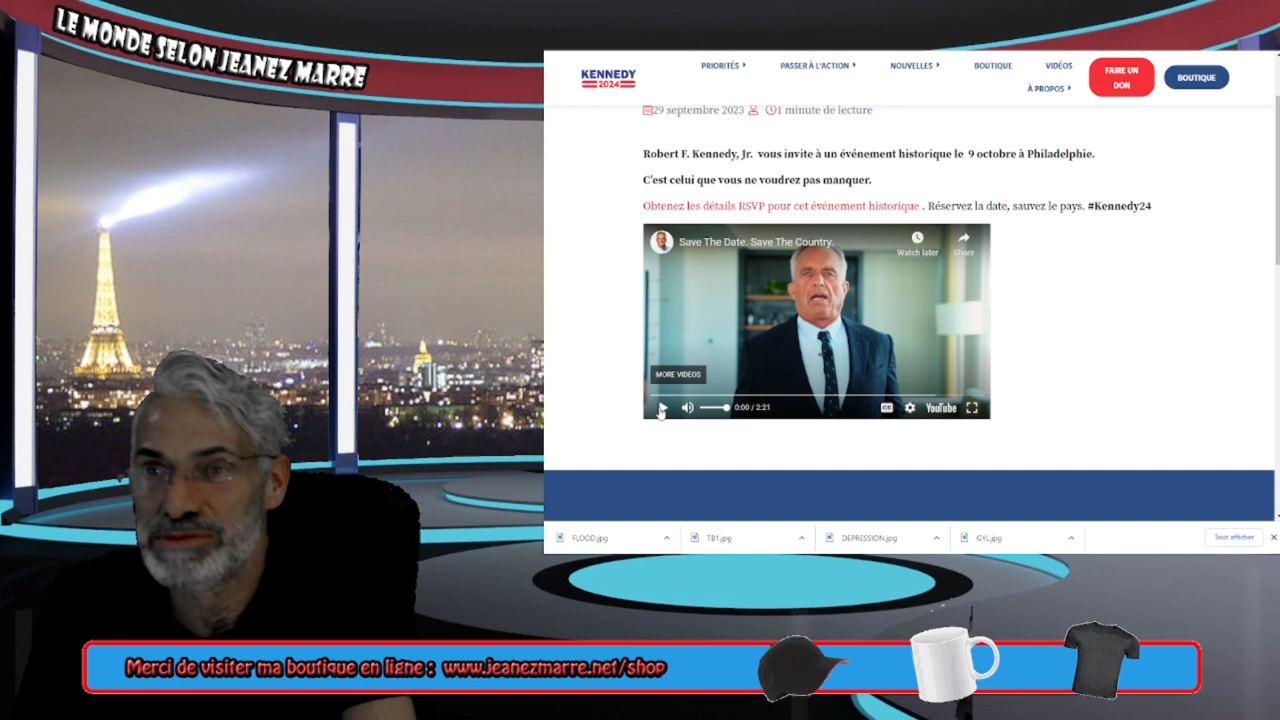 LE MONDE SELON JEANEZ MARRE
KENNEDY
2024
PRIORITÉS
PASSER À L'ACTION
NOUVELLES
BOUTIQUE
VIDÉOS
À PROPOS
FAIRE UN
DON
BOUTIQUE
29 septembre 2023 1 minute de lecture
Robert F. Kennedy, Jr. vous invite à un événement historique le 9 octobre à Philadelphie.
C'est celui que vous ne voudrez pas manquer.
Obtenez les détails RSVP pour cet événement historique . Réservez la date, sauvez le pays. #Kennedy24
Save The Date. Save The Country.
Watch later
Share
MORE VIDEOS
0:00 / 2:21
CC
YouTube
FLOOD.jpg
TB1.jpg
DEPRESSION.jpg
GYL.jpg
Tout afficher
Merci de visiter ma boutique en ligne : www.jeanezmarre.net/shop